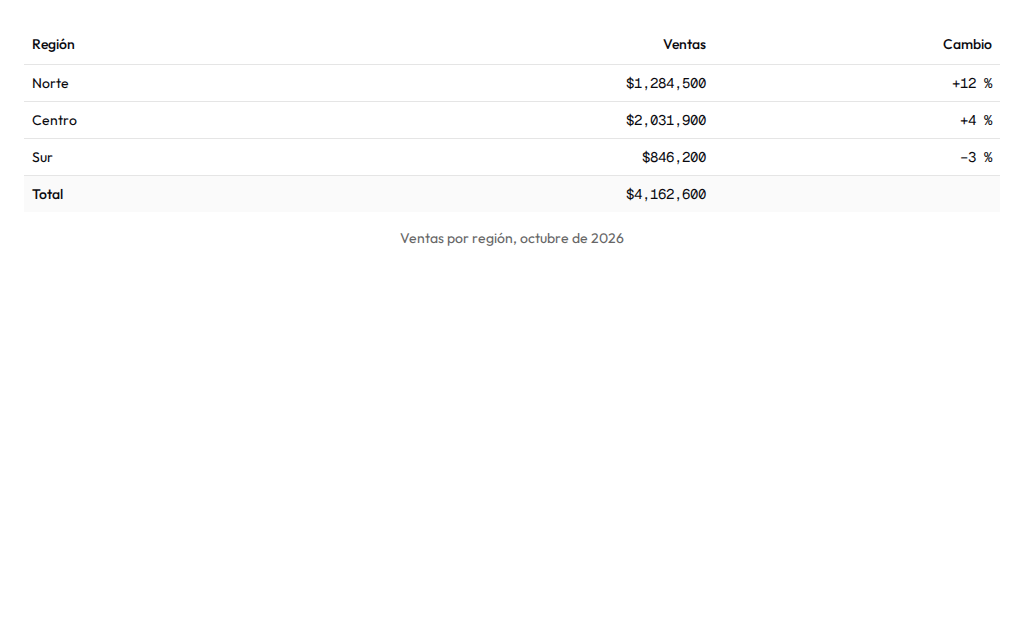 Región Ventas Cambio
Norte $1,284,500 +12 %
Centro $2,031,900 +4 %
Sur $846,200 −3 %
Total $4,162,600
Ventas por región, octubre de 2026